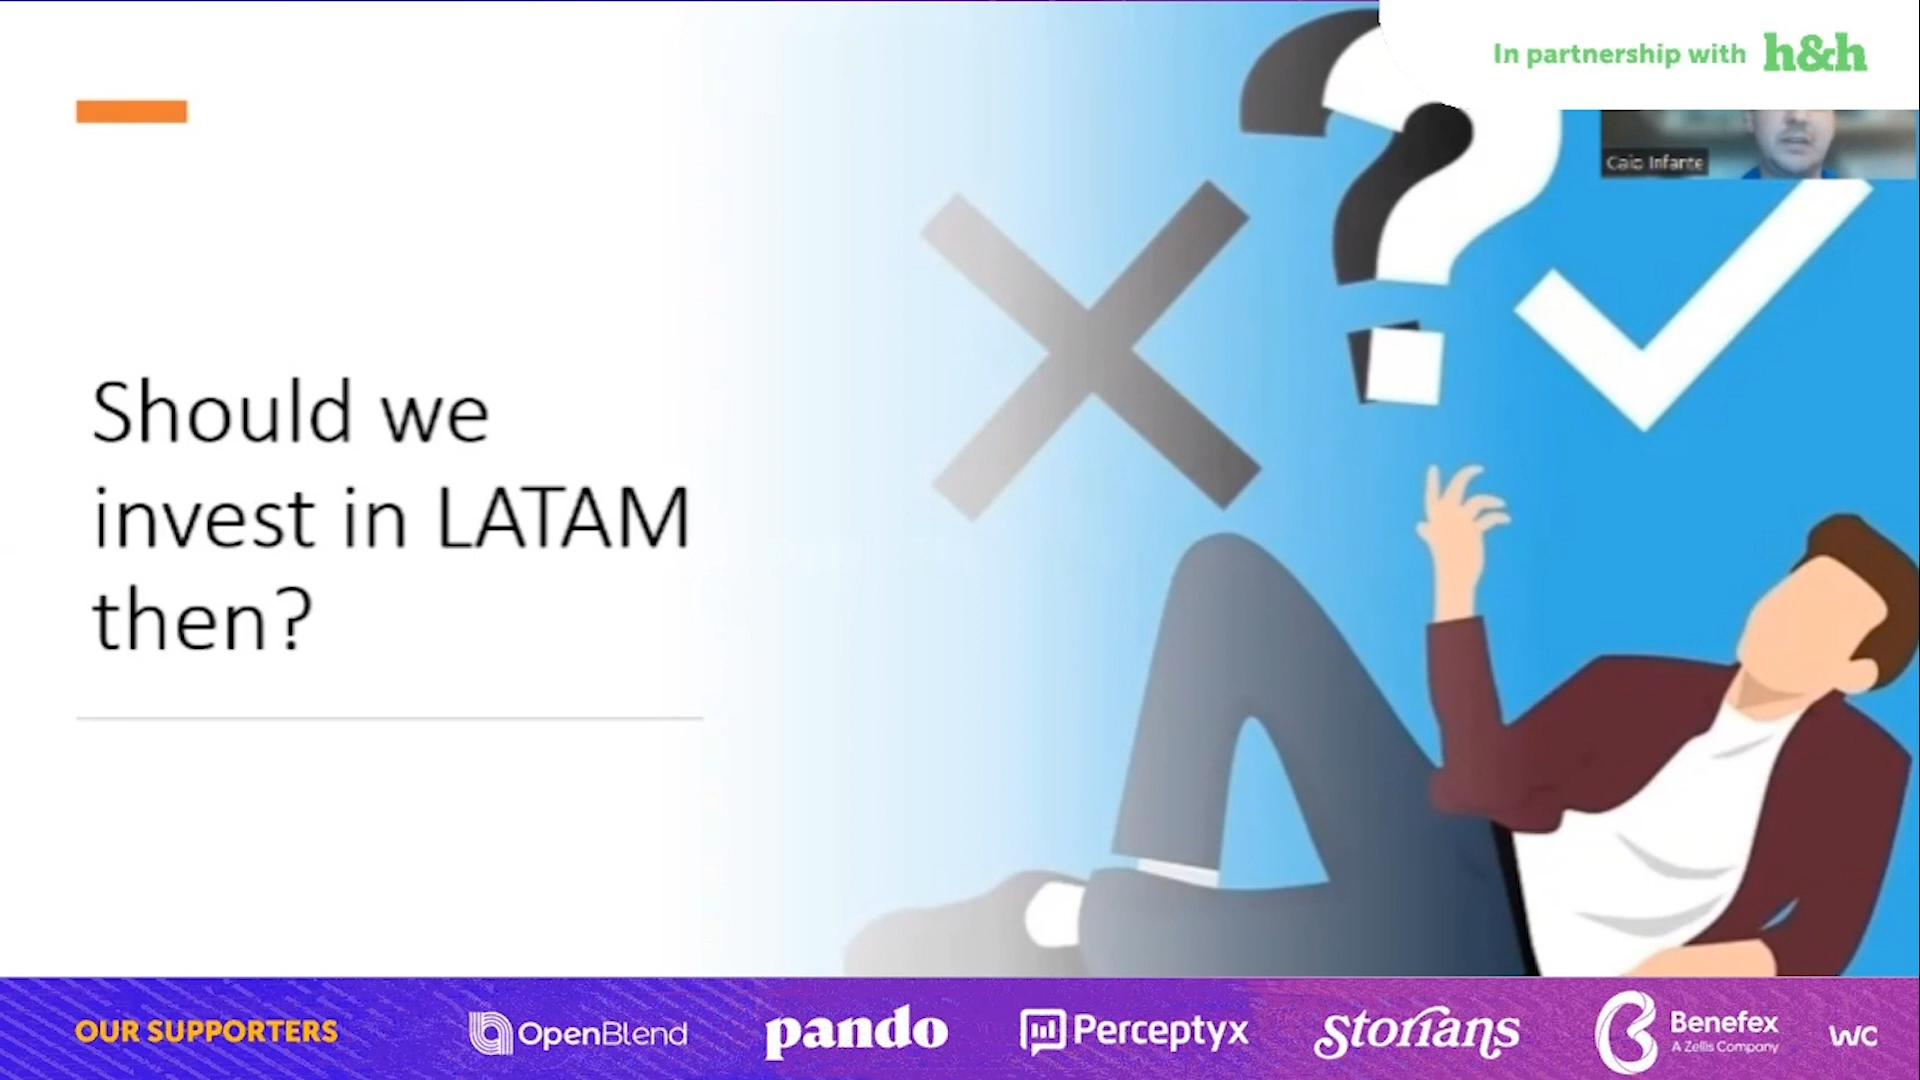 In partnership with h&h
Caio Infante
Should we
invest in LATAM
then?
OUR SUPPORTERS
OpenBlend
pando
Perceptyx
Storians
Benefex
A Zellis Company
WC